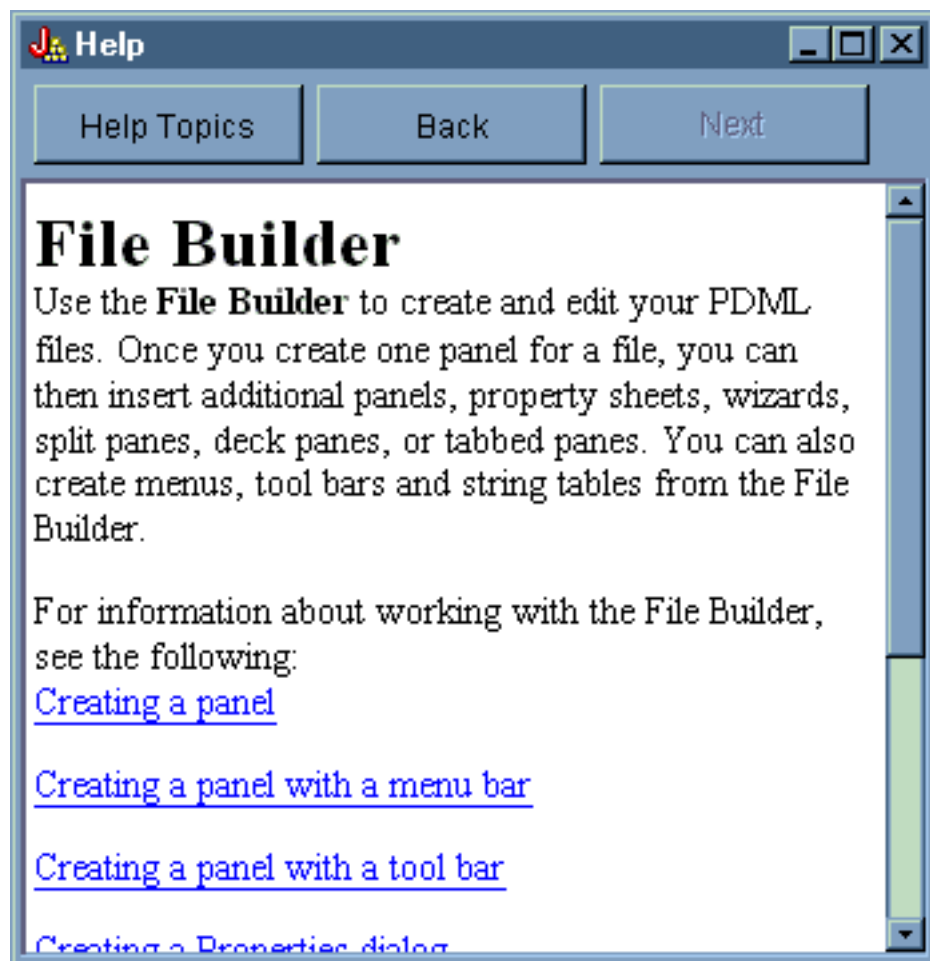 Help
Help Topics Back Next
File Builder
Use the File Builder to create and edit your PDML
files. Once you create one panel for a file, you can
then insert additional panels, property sheets, wizards,
split panes, deck panes, or tabbed panes. You can also
create menus, tool bars and string tables from the File
Builder.
For information about working with the File Builder,
see the following:
Creating a panel
Creating a panel with a menu bar
Creating a panel with a tool bar
Creating a Properties dialog